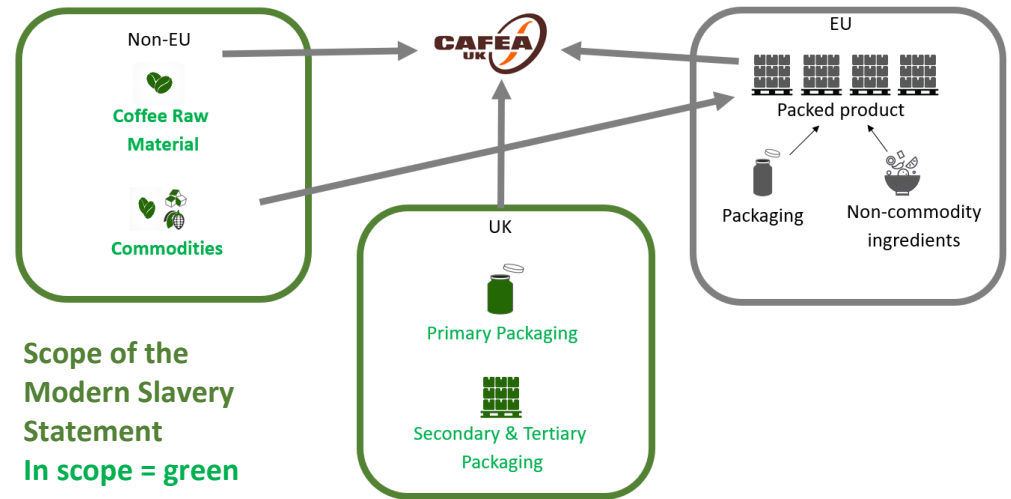 Non-EU
Coffee Raw
Material
Commodities
CAFEA
UK
EU
Packed product
Packaging
Non-commodity
ingredients
UK
Primary Packaging
Secondary & Tertiary
Packaging
Scope of the
Modern Slavery
Statement
In scope = green